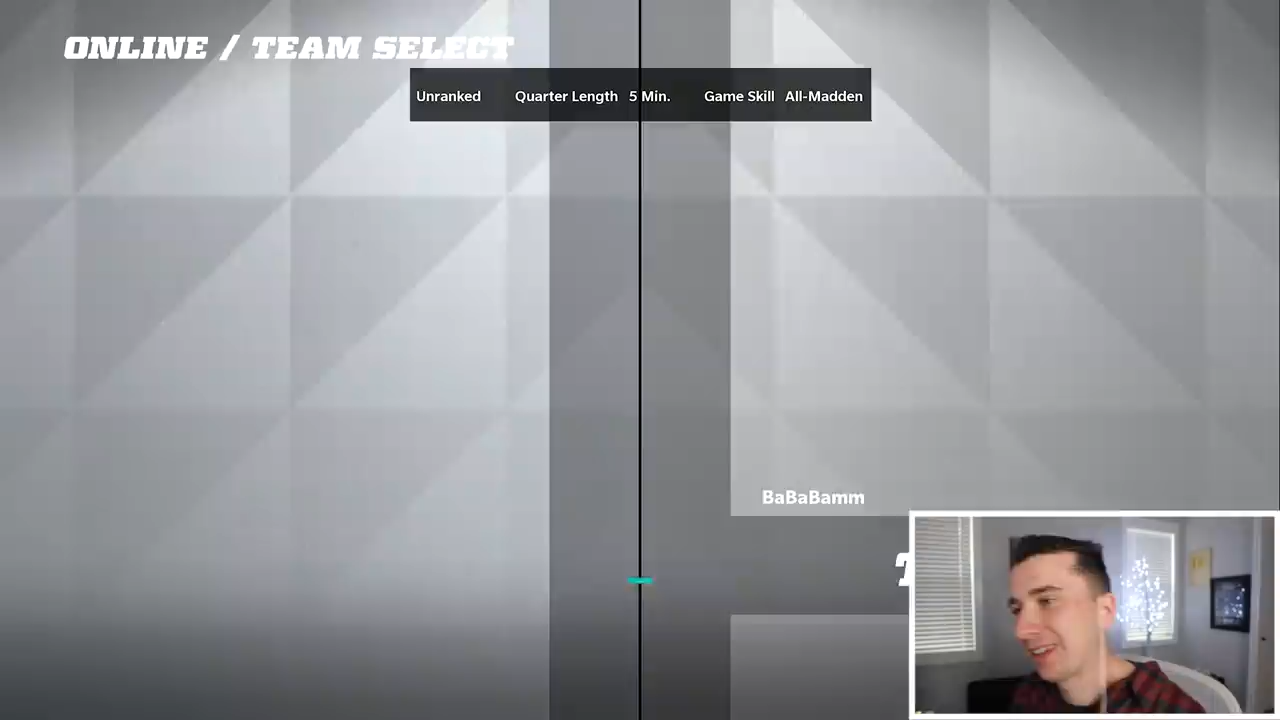 ONLINE / TEAM SELECT
Unranked Quarter Length 5 Min. Game Skill All-Madden
BaBaBamm